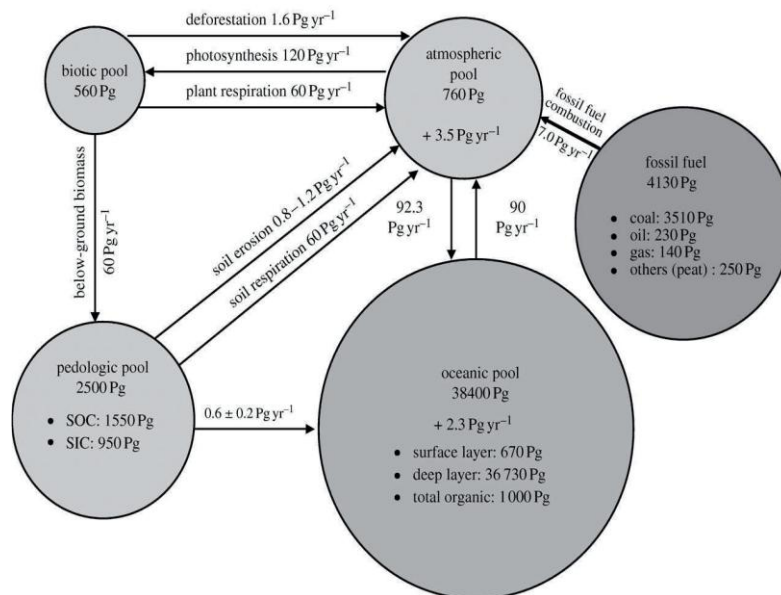 deforestation 1.6 Pg yr⁻¹
photosynthesis 120 Pg yr⁻¹
plant respiration 60 Pg yr⁻¹
biotic pool
560 Pg
atmospheric
pool
760 Pg
+ 3.5 Pg yr⁻¹
fossil fuel
combustion
7.0 Pg yr⁻¹
fossil fuel
4130 Pg
• coal: 3510 Pg
• oil: 230 Pg
• gas: 140 Pg
• others (peat) : 250 Pg
below-ground biomass
60 Pg yr⁻¹
soil erosion 0.8–1.2 Pg yr⁻¹
soil respiration 60 Pg yr⁻¹
92.3
Pg yr⁻¹
90
Pg yr⁻¹
pedologic pool
2500 Pg
• SOC: 1550 Pg
• SIC: 950 Pg
0.6 ± 0.2 Pg yr⁻¹
oceanic pool
38400 Pg
+ 2.3 Pg yr⁻¹
• surface layer: 670 Pg
• deep layer: 36 730 Pg
• total organic: 1000 Pg